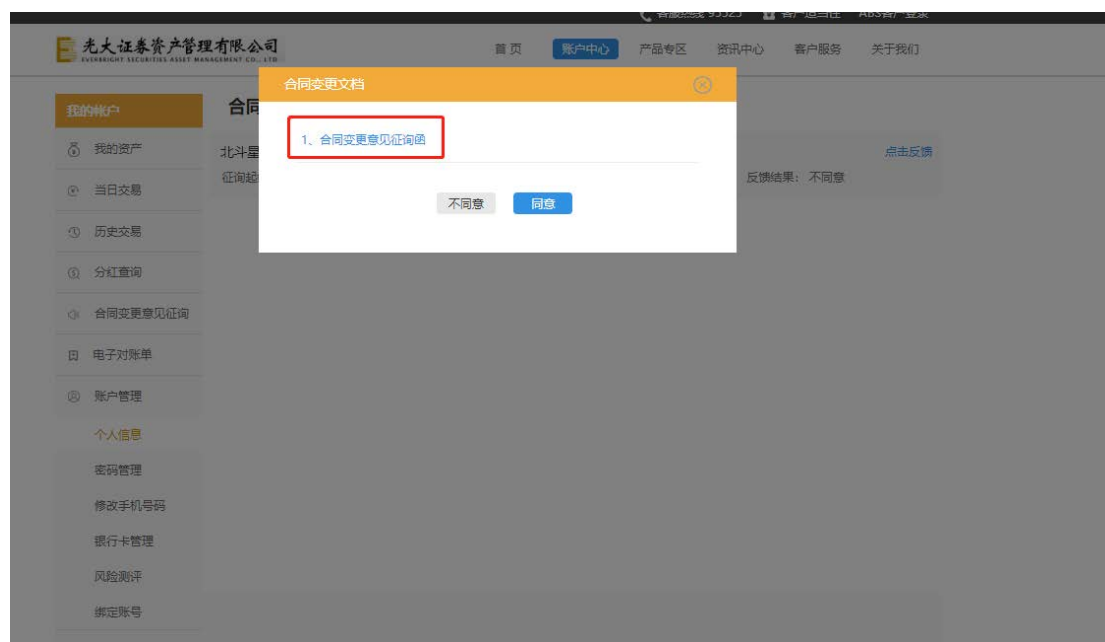 光大证券资产管理有限公司
EVERBRIGHT SECURITIES ASSET MANAGEMENT CO., LTD
首页 账户中心 产品专区 资讯中心 客户服务 关于我们
合同变更文档
我的帐户
合同
1、合同变更意见征询函
我的资产
北斗星
点击反馈
征询起
反馈结果：不同意
当日交易
不同意 同意
历史交易
分红查询
合同变更意见征询
电子对账单
账户管理
个人信息
密码管理
修改手机号码
银行卡管理
风险测评
绑定账号